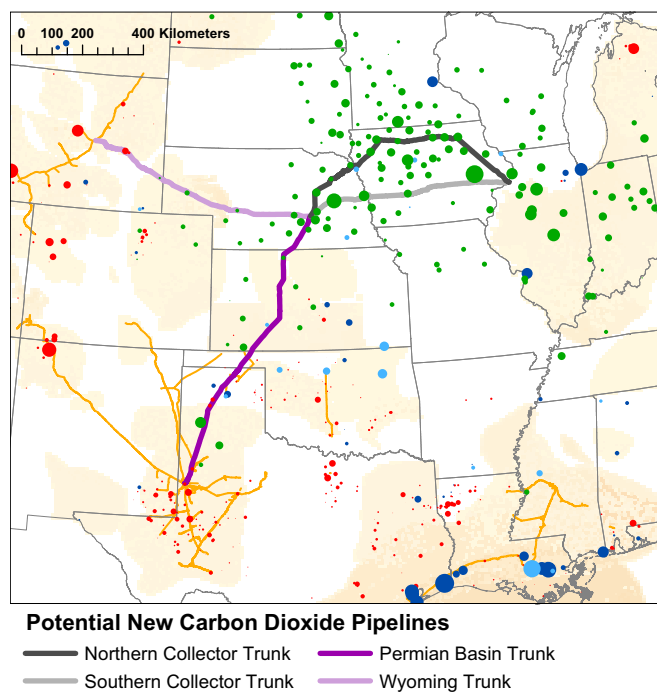 0 100 200 400 Kilometers
Potential New Carbon Dioxide Pipelines
Northern Collector Trunk Permian Basin Trunk
Southern Collector Trunk Wyoming Trunk